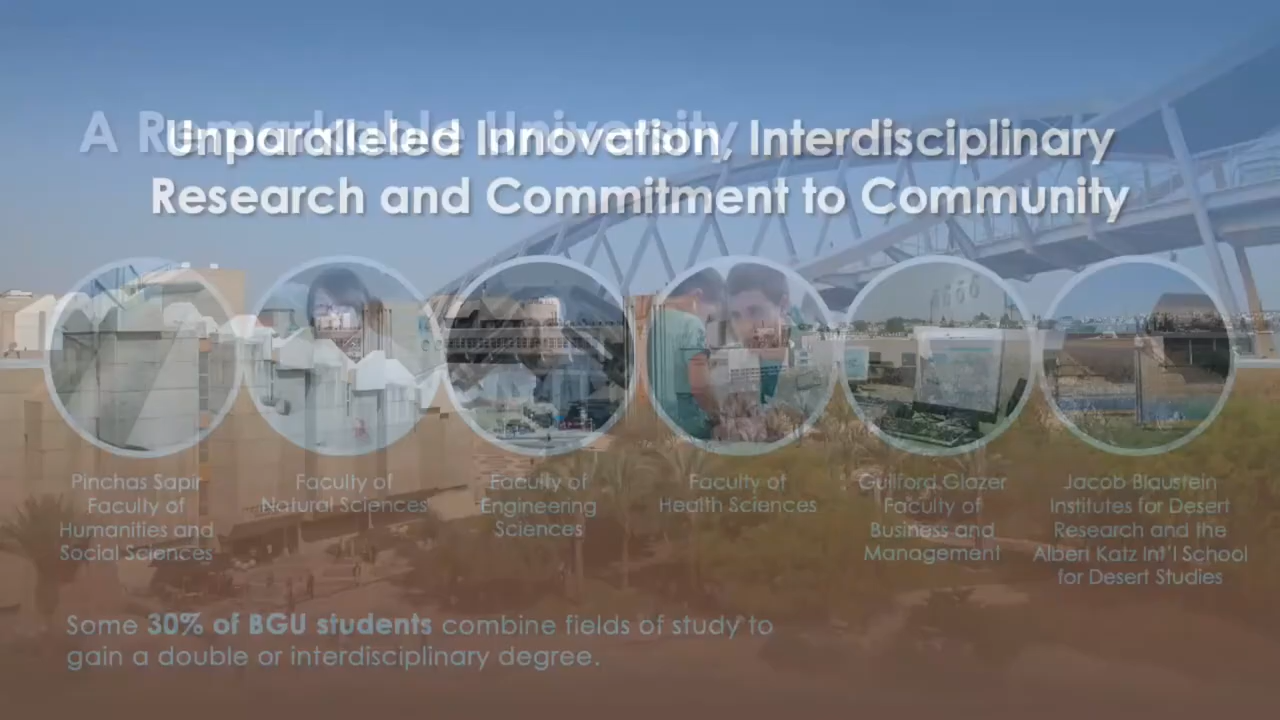 A Remarkable University
Unparalleled Innovation, Interdisciplinary
Research and Commitment to Community
Pinchas Sapir
Faculty of
Humanities and
Social Sciences
Faculty of
Natural Sciences
Faculty of
Engineering
Sciences
Faculty of
Health Sciences
Guilford Glazer
Faculty of
Business and
Management
Jacob Blaustein
Institutes for Desert
Research and the
Albert Katz Int'l School
for Desert Studies
Some 30% of BGU students combine fields of study to
gain a double or interdisciplinary degree.